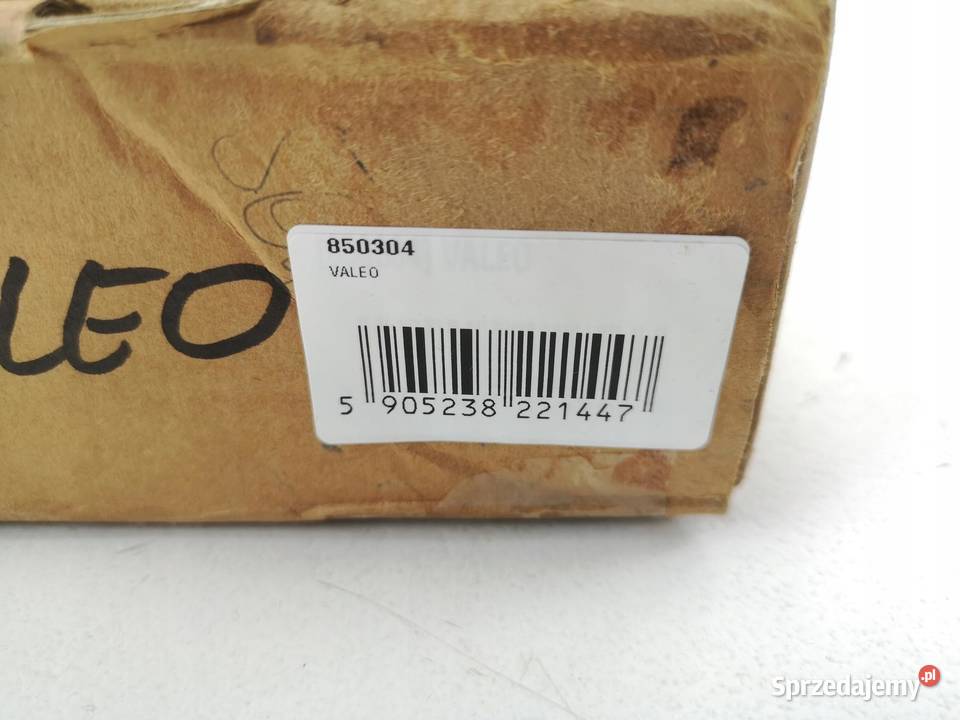 850304
VALEO
LEO
5 905238 221447
Sprzedajemy.pl